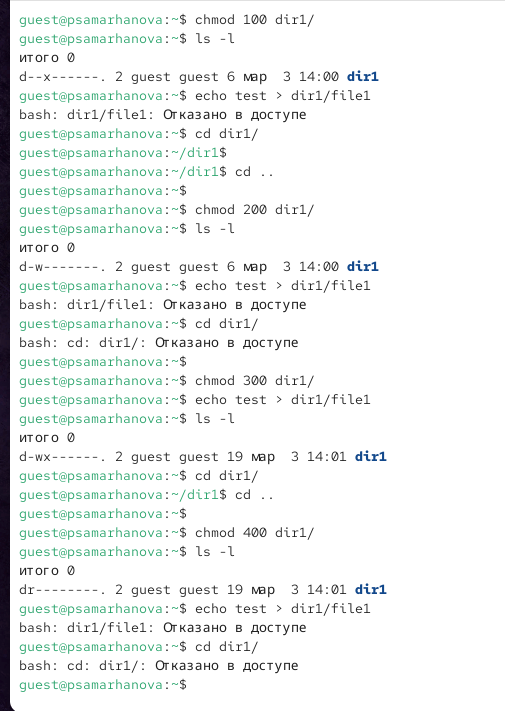 guest@psamarhanova:~$ chmod 100 dir1/
guest@psamarhanova:~$ ls -l
итого 0
d--x------. 2 guest guest 6 мар  3 14:00 dir1
guest@psamarhanova:~$ echo test > dir1/file1
bash: dir1/file1: Отказано в доступе
guest@psamarhanova:~$ cd dir1/
guest@psamarhanova:~/dir1$
guest@psamarhanova:~/dir1$ cd ..
guest@psamarhanova:~$
guest@psamarhanova:~$ chmod 200 dir1/
guest@psamarhanova:~$ ls -l
итого 0
d-w-------. 2 guest guest 6 мар  3 14:00 dir1
guest@psamarhanova:~$ echo test > dir1/file1
bash: dir1/file1: Отказано в доступе
guest@psamarhanova:~$ cd dir1/
bash: cd: dir1/: Отказано в доступе
guest@psamarhanova:~$
guest@psamarhanova:~$ chmod 300 dir1/
guest@psamarhanova:~$ echo test > dir1/file1
guest@psamarhanova:~$ ls -l
итого 0
d-wx------. 2 guest guest 19 мар  3 14:01 dir1
guest@psamarhanova:~$ cd dir1/
guest@psamarhanova:~/dir1$ cd ..
guest@psamarhanova:~$
guest@psamarhanova:~$ chmod 400 dir1/
guest@psamarhanova:~$ ls -l
итого 0
dr--------. 2 guest guest 19 мар  3 14:01 dir1
guest@psamarhanova:~$ echo test > dir1/file1
bash: dir1/file1: Отказано в доступе
guest@psamarhanova:~$ cd dir1/
bash: cd: dir1/: Отказано в доступе
guest@psamarhanova:~$